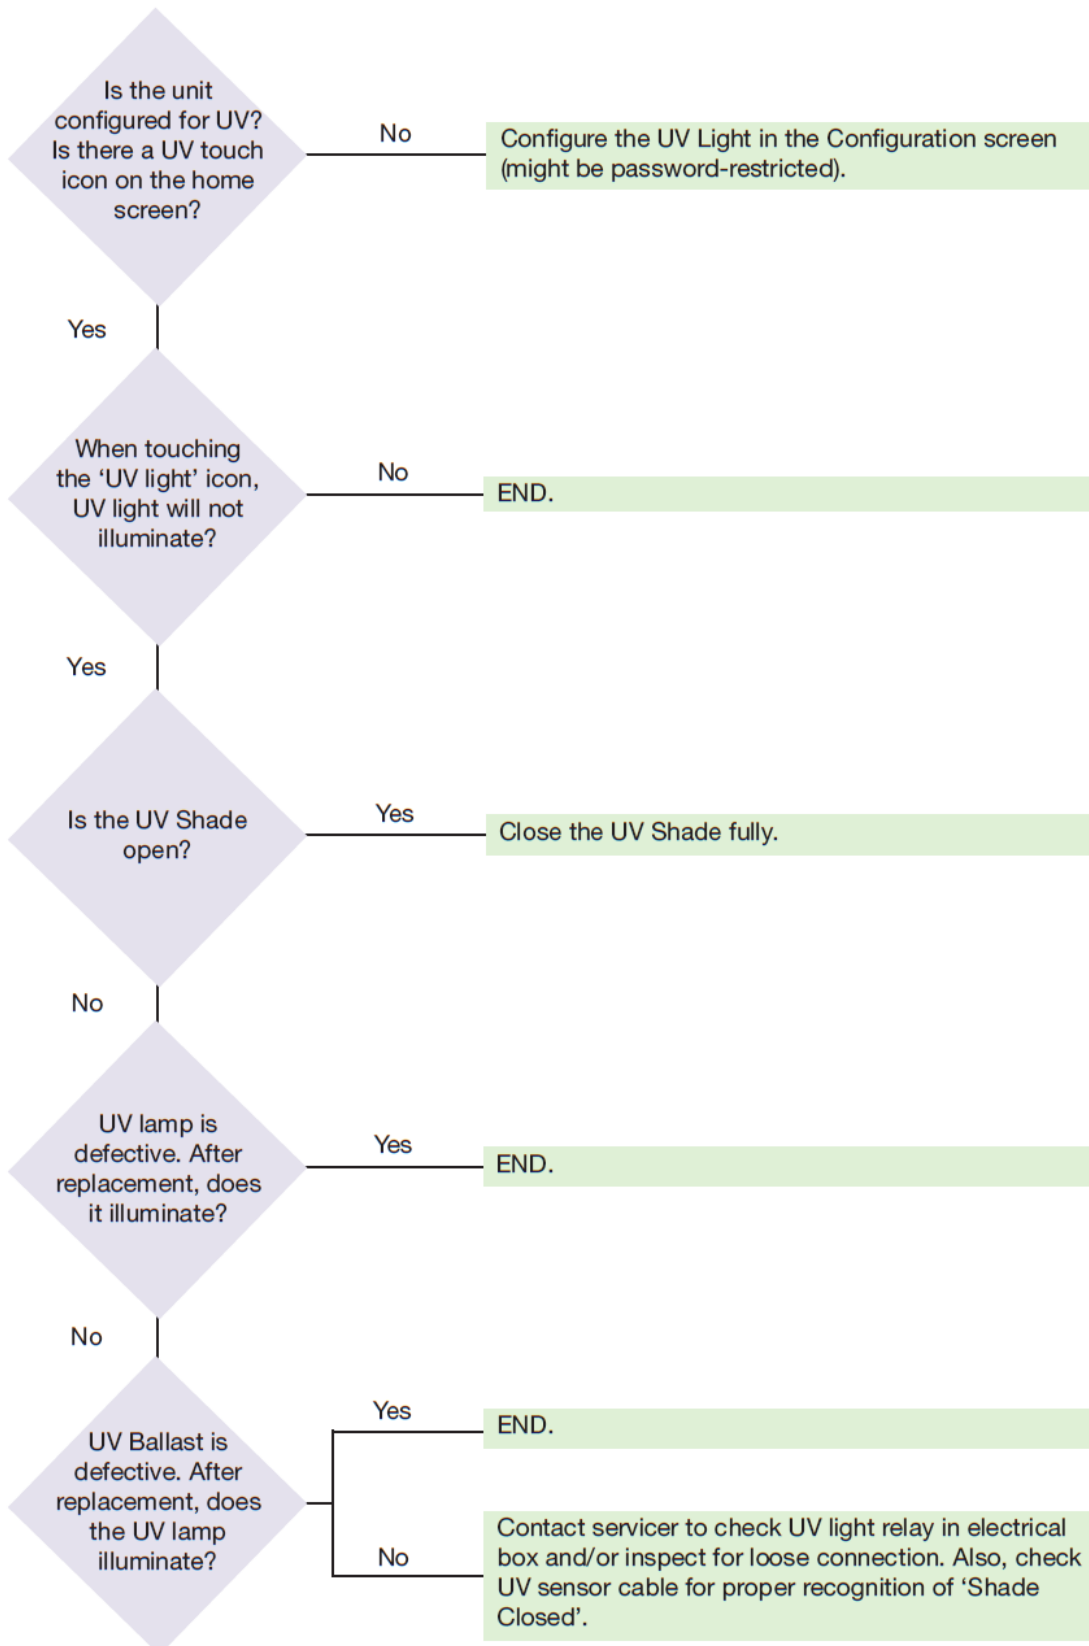 Is the unit
configured for UV?
Is there a UV touch
icon on the home
screen?
No
Configure the UV Light in the Configuration screen
(might be password-restricted).
Yes
When touching
the ‘UV light’ icon,
UV light will not
illuminate?
No
END.
Yes
Is the UV Shade
open?
Yes
Close the UV Shade fully.
No
UV lamp is
defective. After
replacement, does
it illuminate?
Yes
END.
No
UV Ballast is
defective. After
replacement, does
the UV lamp
illuminate?
Yes
END.
No
Contact servicer to check UV light relay in electrical
box and/or inspect for loose connection. Also, check
UV sensor cable for proper recognition of ‘Shade
Closed’.